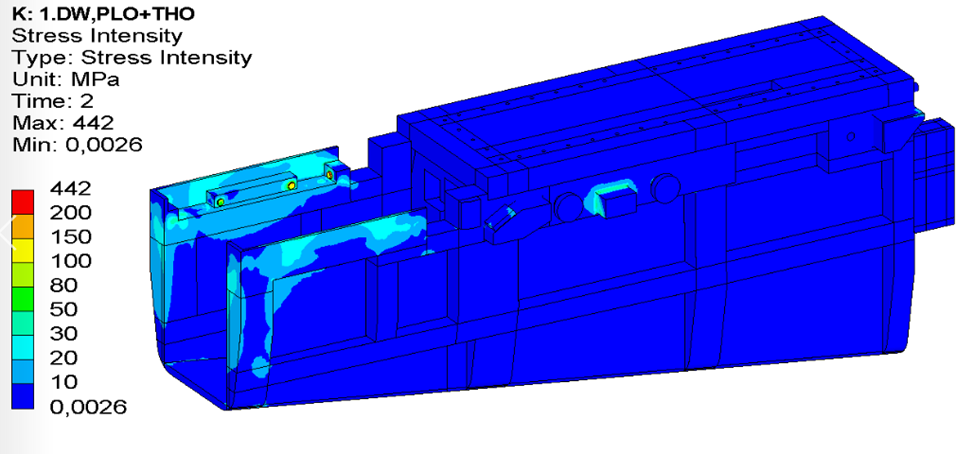 K: 1.DW,PLO+THO
Stress Intensity
Type: Stress Intensity
Unit: MPa
Time: 2
Max: 442
Min: 0,0026
442
200
150
100
80
50
30
20
10
0,0026